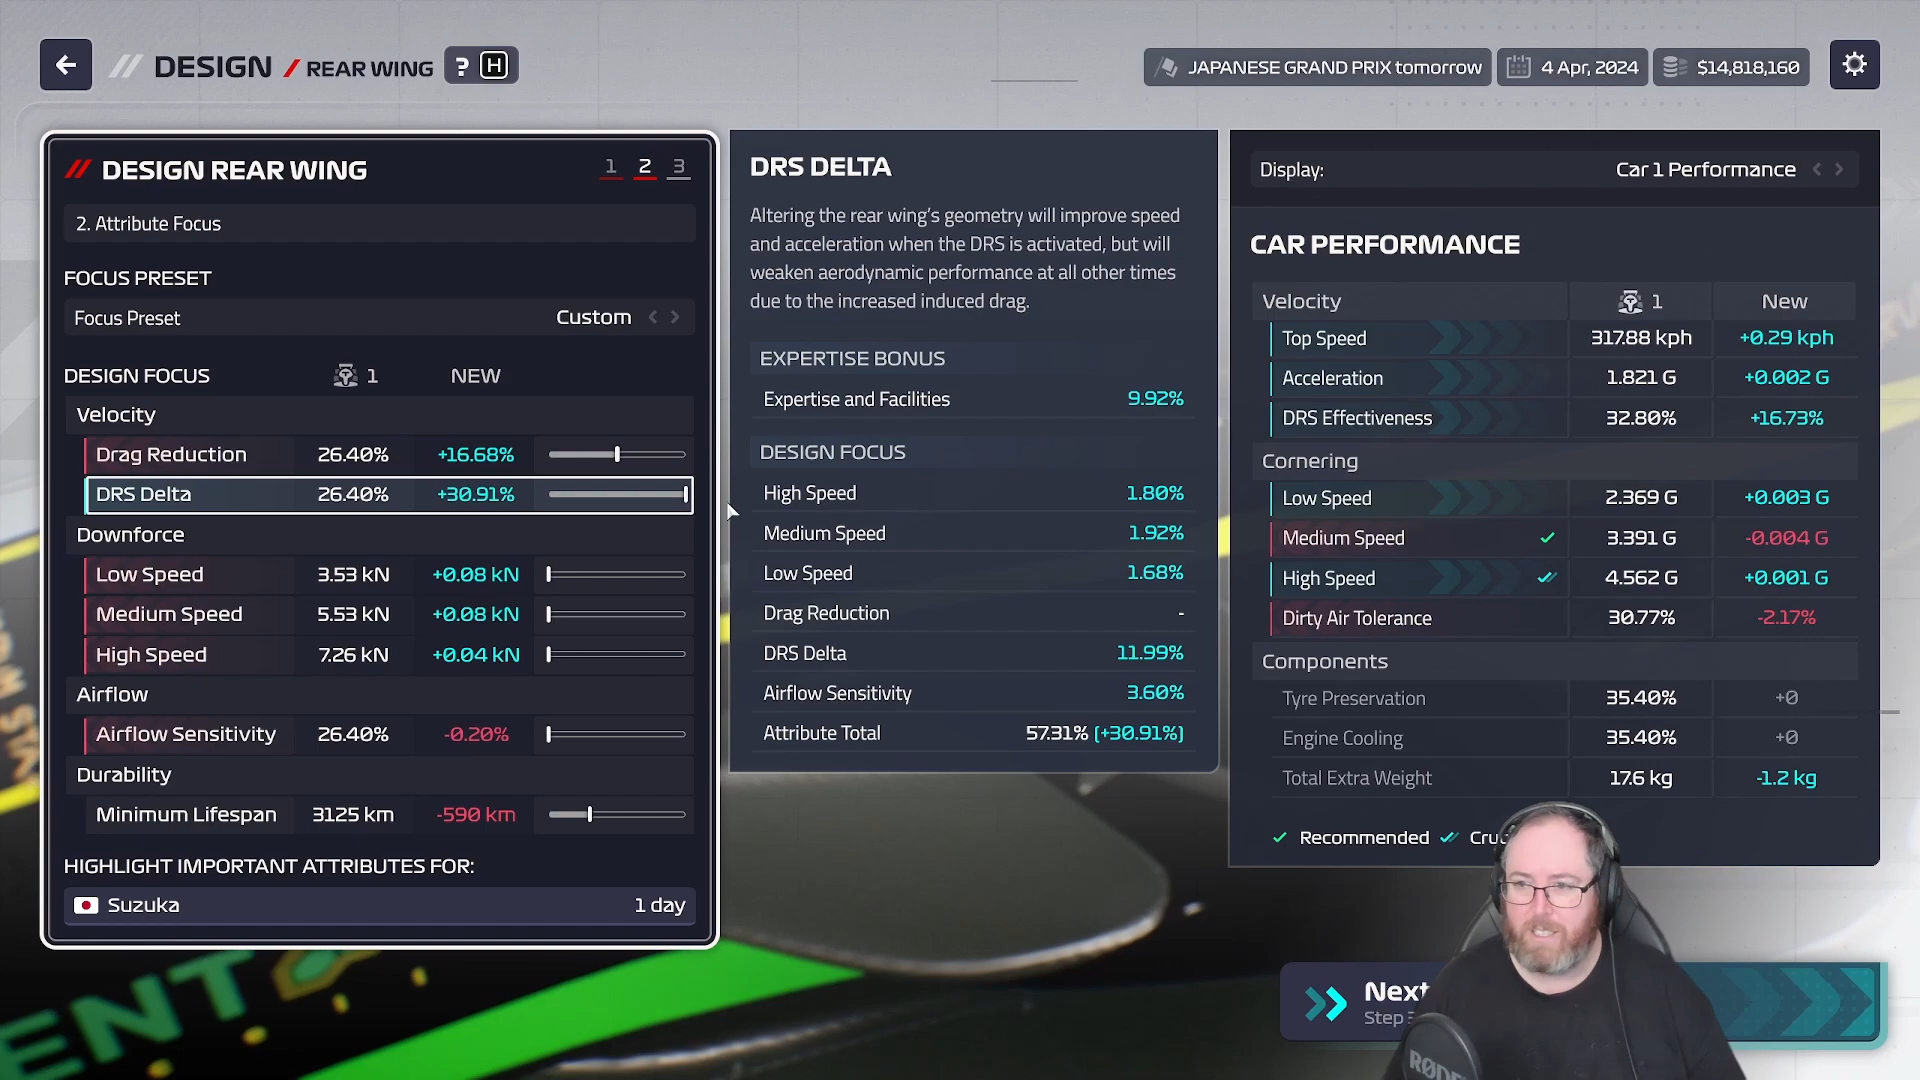 DESIGN / REAR WING ? H
JAPANESE GRAND PRIX tomorrow
4 Apr, 2024
$14,818,160
DESIGN REAR WING
1 2 3
2. Attribute Focus
FOCUS PRESET
Focus Preset Custom
DESIGN FOCUS 1 NEW
Velocity
Drag Reduction 26.40% +16.68%
DRS Delta 26.40% +30.91%
Downforce
Low Speed 3.53 kN +0.08 kN
Medium Speed 5.53 kN +0.08 kN
High Speed 7.26 kN +0.04 kN
Airflow
Airflow Sensitivity 26.40% -0.20%
Durability
Minimum Lifespan 3125 km -590 km
HIGHLIGHT IMPORTANT ATTRIBUTES FOR:
Suzuka 1 day
DRS DELTA
Altering the rear wing's geometry will improve speed
and acceleration when the DRS is activated, but will
weaken aerodynamic performance at all other times
due to the increased induced drag.
EXPERTISE BONUS
Expertise and Facilities 9.92%
DESIGN FOCUS
High Speed 1.80%
Medium Speed 1.92%
Low Speed 1.68%
Drag Reduction -
DRS Delta 11.99%
Airflow Sensitivity 3.60%
Attribute Total 57.31% (+30.91%)
Display: Car 1 Performance
CAR PERFORMANCE
Velocity 1 New
Top Speed 317.88 kph +0.29 kph
Acceleration 1.821 G +0.002 G
DRS Effectiveness 32.80% +16.73%
Cornering
Low Speed 2.369 G +0.003 G
Medium Speed 3.391 G -0.004 G
High Speed 4.562 G +0.001 G
Dirty Air Tolerance 30.77% -2.17%
Components
Tyre Preservation 35.40% +0
Engine Cooling 35.40% +0
Total Extra Weight 17.6 kg -1.2 kg
Recommended
Next
Step
ENT
RØDE